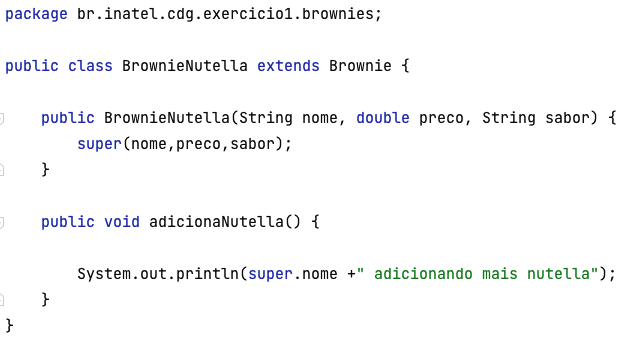 package br.inatel.cdg.exercicio1.brownies;
public class BrownieNutella extends Brownie {
public BrownieNutella(String nome, double preco, String sabor) {
super(nome,preco,sabor);
}
public void adicionaNutella() {
System.out.println(super.nome +" adicionando mais nutella");
}
}